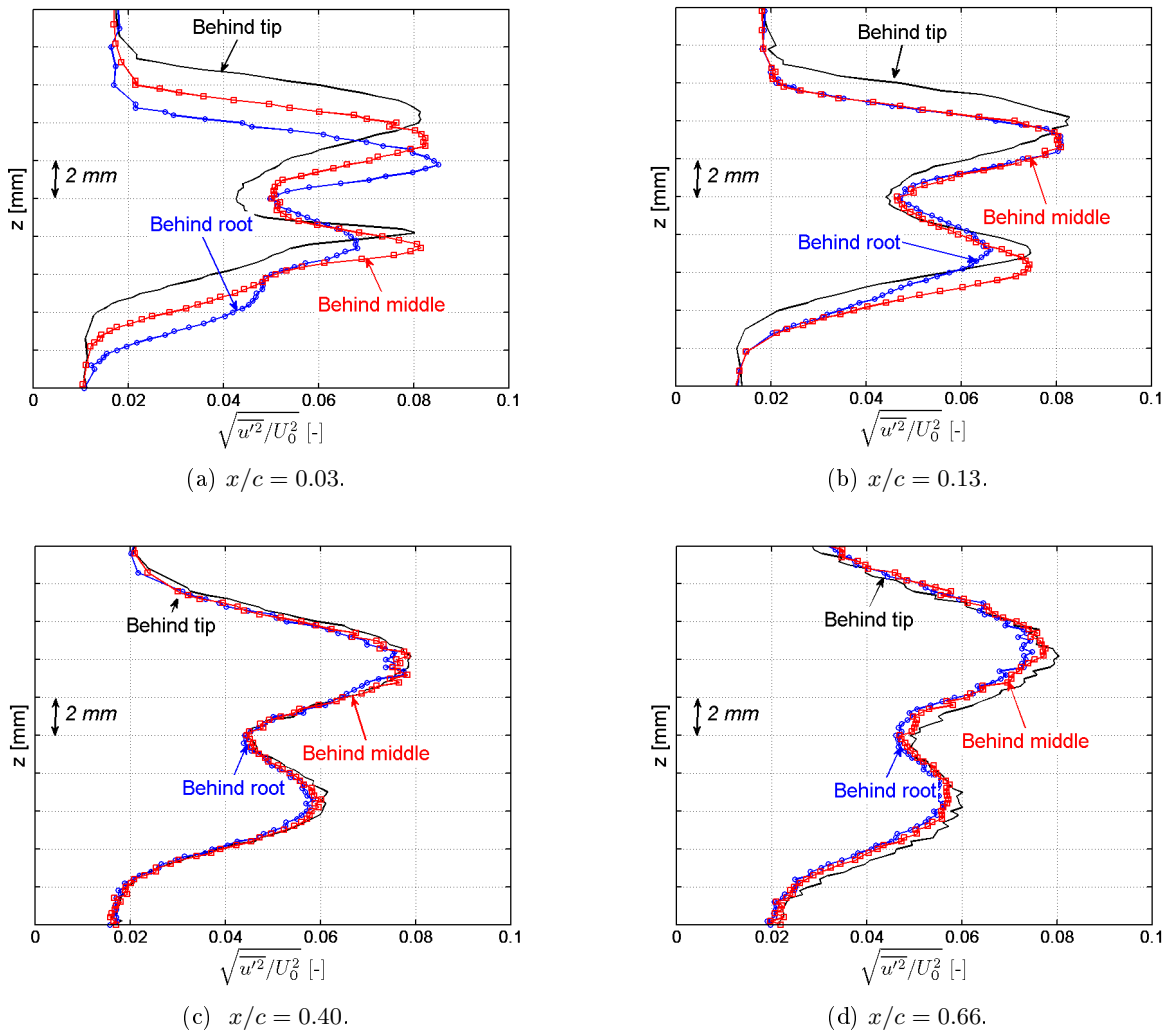 Behind tip
z [mm]
2 mm
Behind root
Behind middle
0 0.02 0.04 0.06 0.08 0.1
√(u′²/U₀²) [-]
(a) x/c = 0.03.
Behind tip
z [mm]
2 mm
Behind middle
Behind root
0 0.02 0.04 0.06 0.08 0.1
√(u′²/U₀²) [-]
(b) x/c = 0.13.
Behind tip
z [mm]
2 mm
Behind middle
Behind root
0 0.02 0.04 0.06 0.08 0.1
√(u′²/U₀²) [-]
(c) x/c = 0.40.
Behind tip
z [mm]
2 mm
Behind middle
Behind root
0 0.02 0.04 0.06 0.08 0.1
√(u′²/U₀²) [-]
(d) x/c = 0.66.